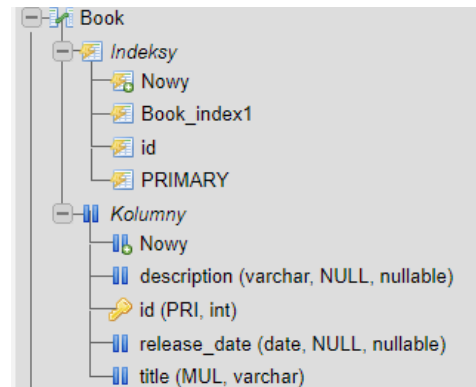 Book
Indeksy
Nowy
Book_index1
id
PRIMARY
Kolumny
Nowy
description (varchar, NULL, nullable)
id (PRI, int)
release_date (date, NULL, nullable)
title (MUL, varchar)